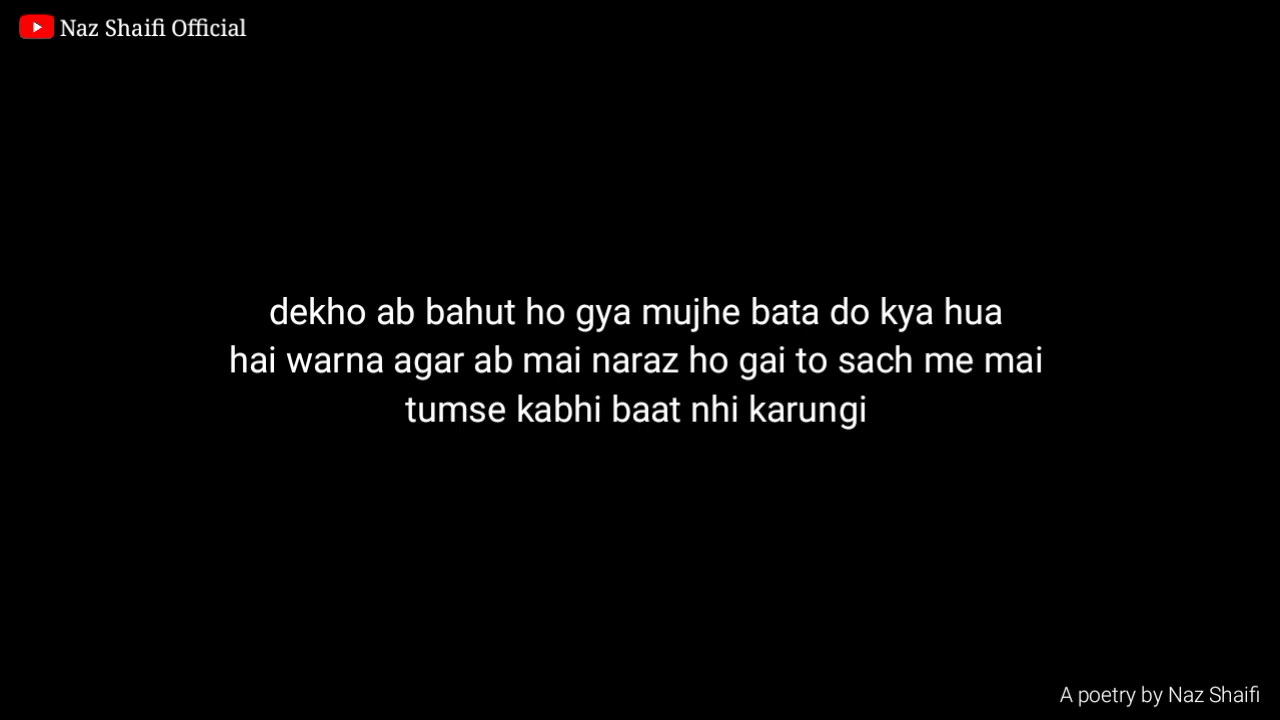 Naz Shaifi Official
dekho ab bahut ho gya mujhe bata do kya hua
hai warna agar ab mai naraz ho gai to sach me mai
tumse kabhi baat nhi karungi
A poetry by Naz Shaifi